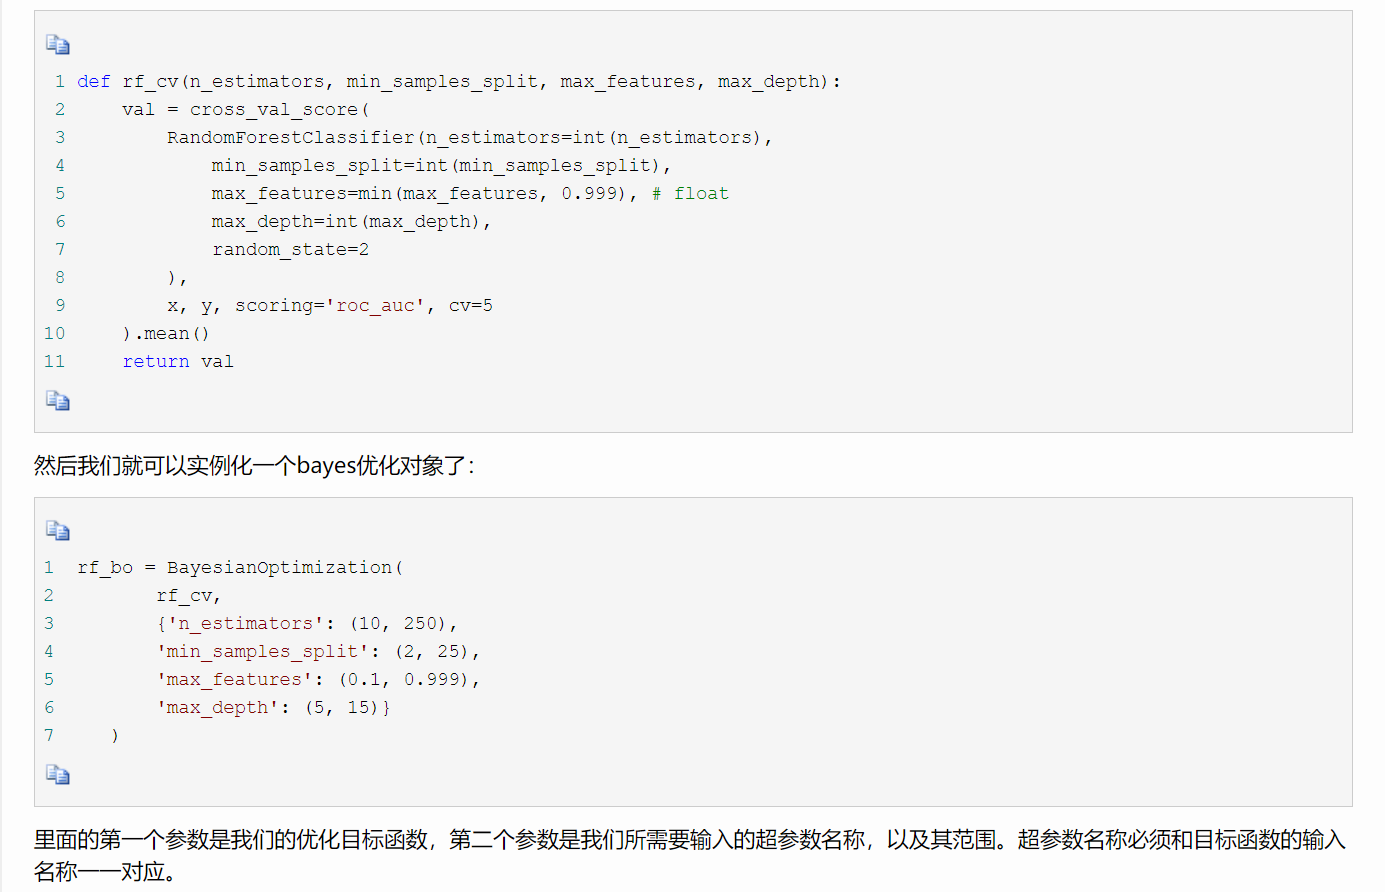 1 def rf_cv(n_estimators, min_samples_split, max_features, max_depth):
2     val = cross_val_score(
3         RandomForestClassifier(n_estimators=int(n_estimators),
4             min_samples_split=int(min_samples_split),
5             max_features=min(max_features, 0.999), # float
6             max_depth=int(max_depth),
7             random_state=2
8         ),
9         x, y, scoring='roc_auc', cv=5
10     ).mean()
11     return val
然后我们就可以实例化一个bayes优化对象了：
1 rf_bo = BayesianOptimization(
2        rf_cv,
3        {'n_estimators': (10, 250),
4        'min_samples_split': (2, 25),
5        'max_features': (0.1, 0.999),
6        'max_depth': (5, 15)}
7    )
里面的第一个参数是我们的优化目标函数，第二个参数是我们所需要输入的超参数名称，以及其范围。超参数名称必须和目标函数的输入
名称一一对应。